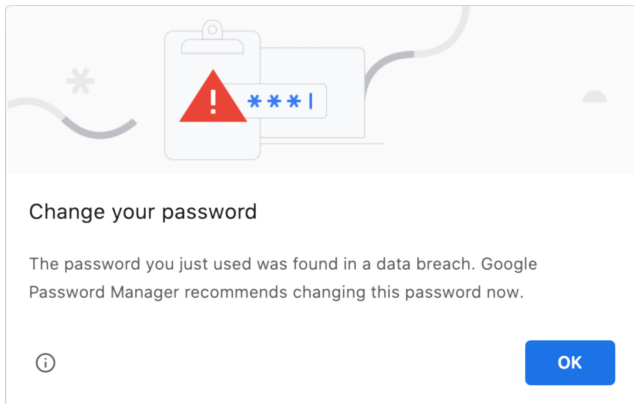 ***|
Change your password
The password you just used was found in a data breach. Google
Password Manager recommends changing this password now.
OK